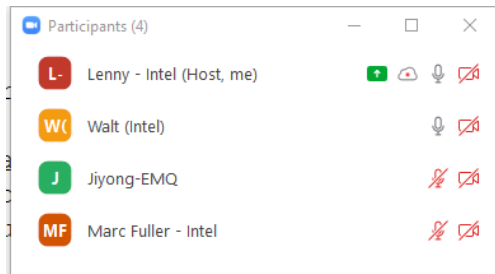 Participants (4)
L- Lenny - Intel (Host, me)
W( Walt (Intel)
J Jiyong-EMQ
MF Marc Fuller - Intel